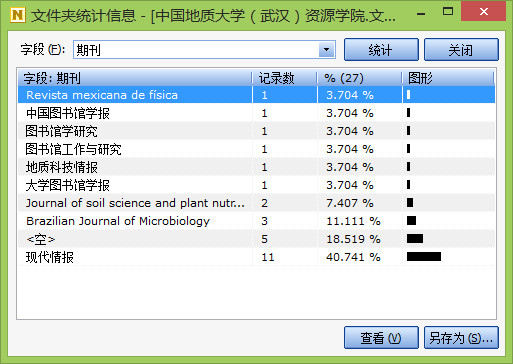 文件夹统计信息 - [中国地质大学（武汉）资源学院.文...
字段(F): 期刊 统计 关闭
字段: 期刊 记录数 % (27) 图形
Revista mexicana de física 1 3.704 %
中国图书馆学报 1 3.704 %
图书馆学研究 1 3.704 %
图书馆工作与研究 1 3.704 %
地质科技情报 1 3.704 %
大学图书馆学报 1 3.704 %
Journal of soil science and plant nutr... 2 7.407 %
Brazilian Journal of Microbiology 3 11.111 %
<空> 5 18.519 %
现代情报 11 40.741 %
查看(V) 另存为(S)...